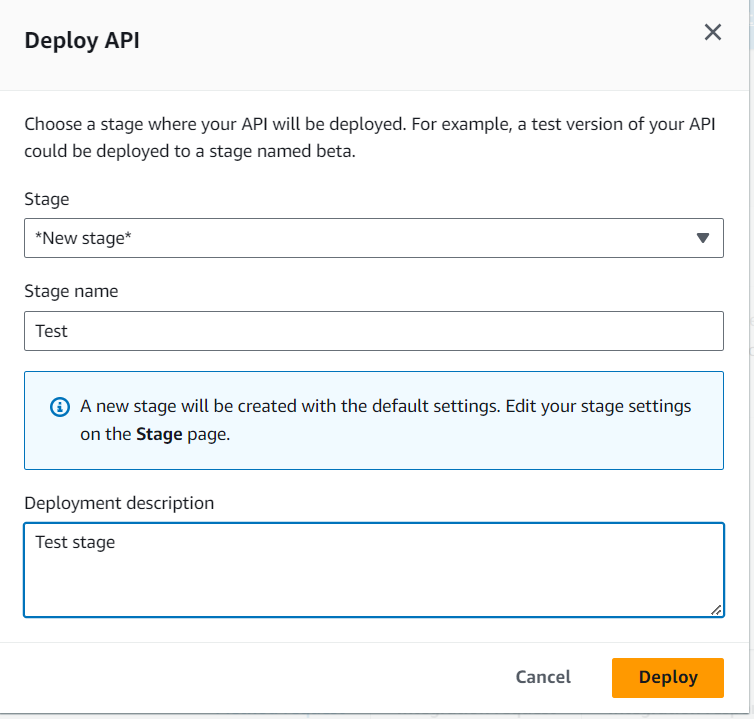 Deploy API
Choose a stage where your API will be deployed. For example, a test version of your API
could be deployed to a stage named beta.
Stage
*New stage*
Stage name
Test
A new stage will be created with the default settings. Edit your stage settings
on the Stage page.
Deployment description
Test stage
Cancel
Deploy